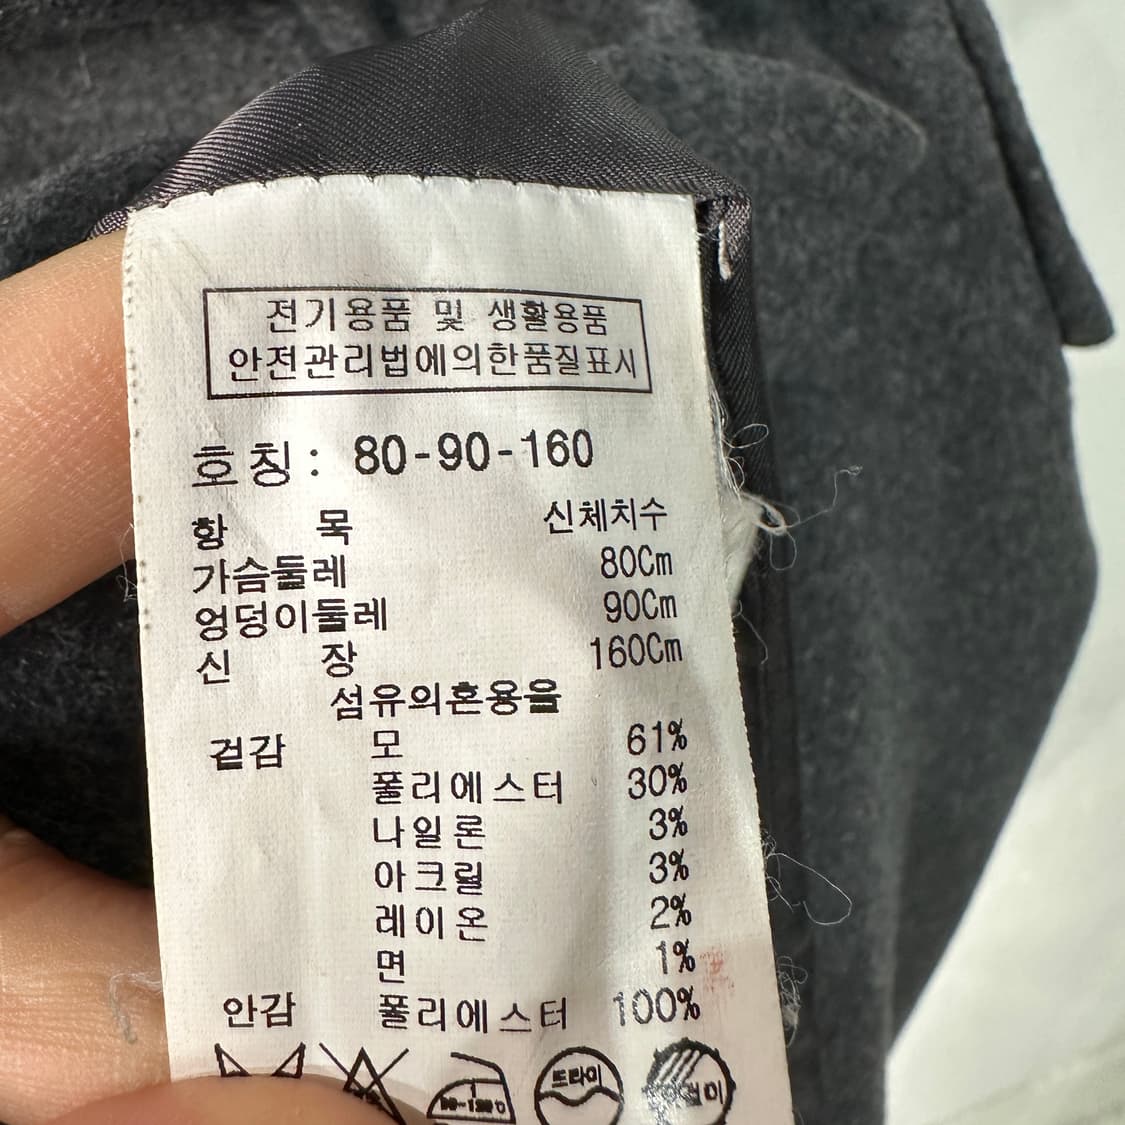 전기용품 및 생활용품
안전관리법에의한품질표시
호칭: 80-90-160
항 목 신체치수
가슴둘레 80Cm
엉덩이둘레 90Cm
신 장 160Cm
섬유의혼용율
겉감 모 61%
폴리에스터 30%
나일론 3%
아크릴 3%
레이온 2%
면 1%
안감 폴리에스터 100%
드라이